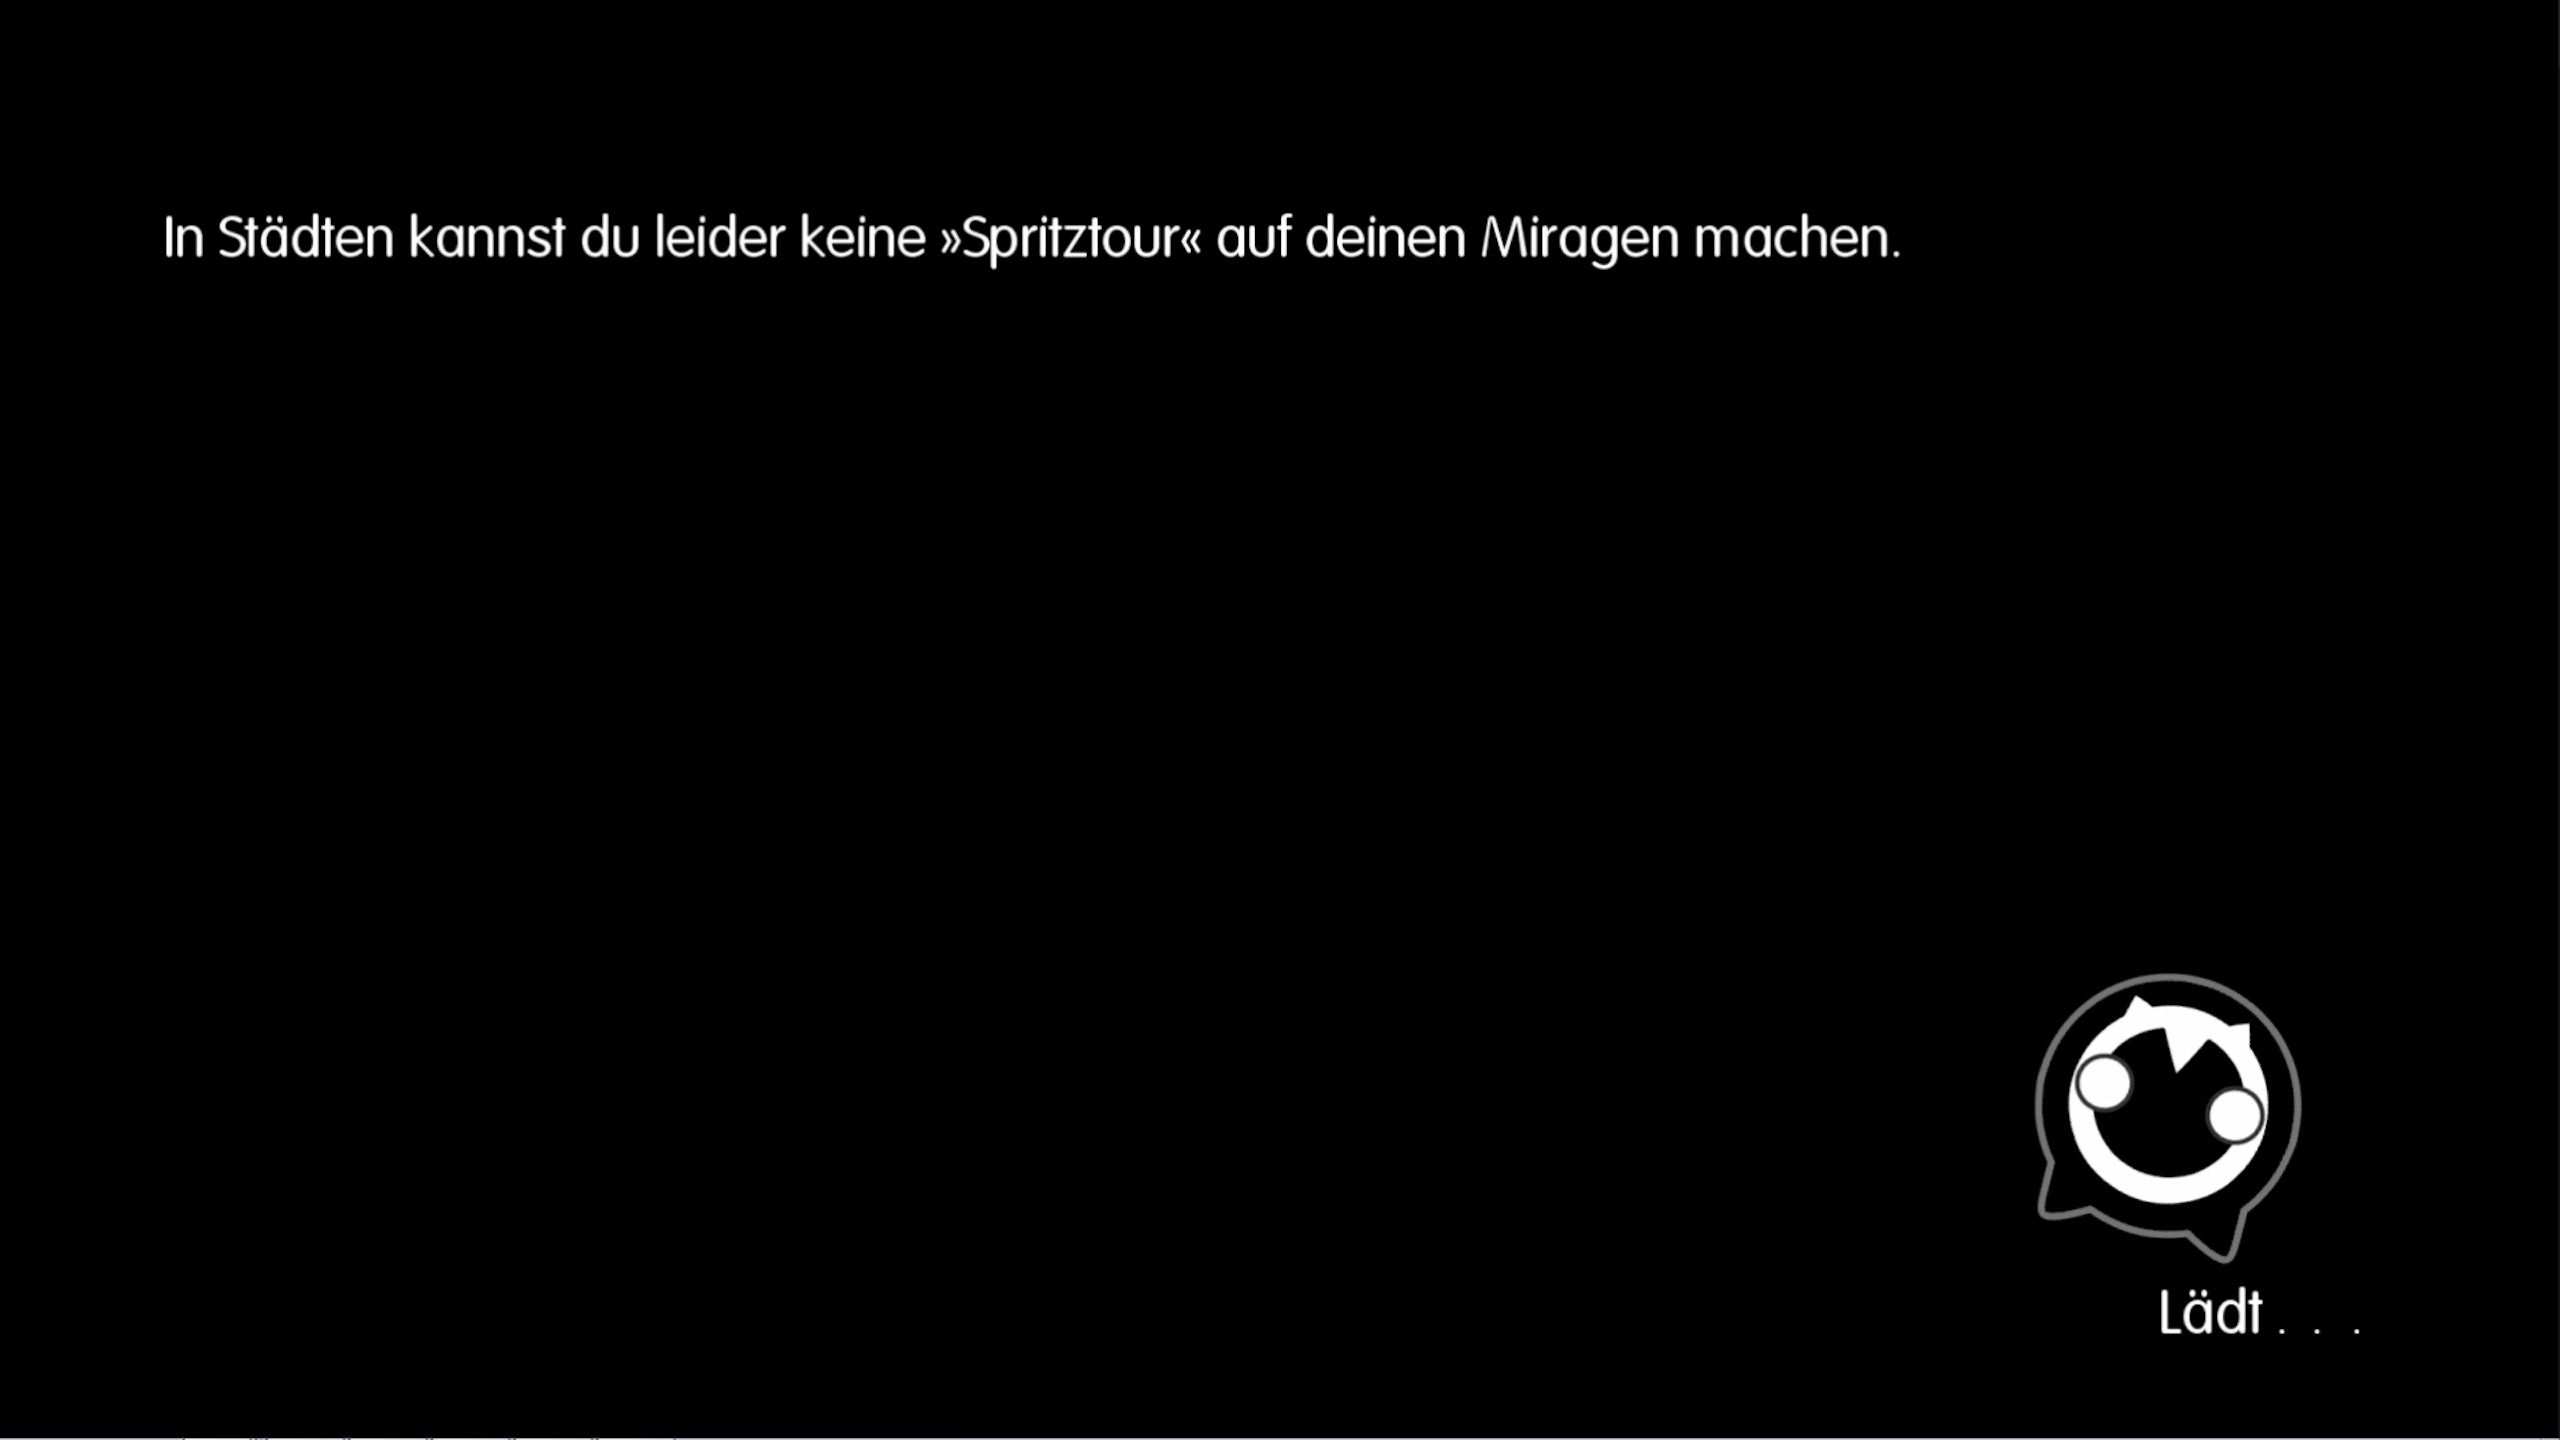 In Städten kannst du leider keine »Spritztour« auf deinen Miragen machen.
Lädt . . .